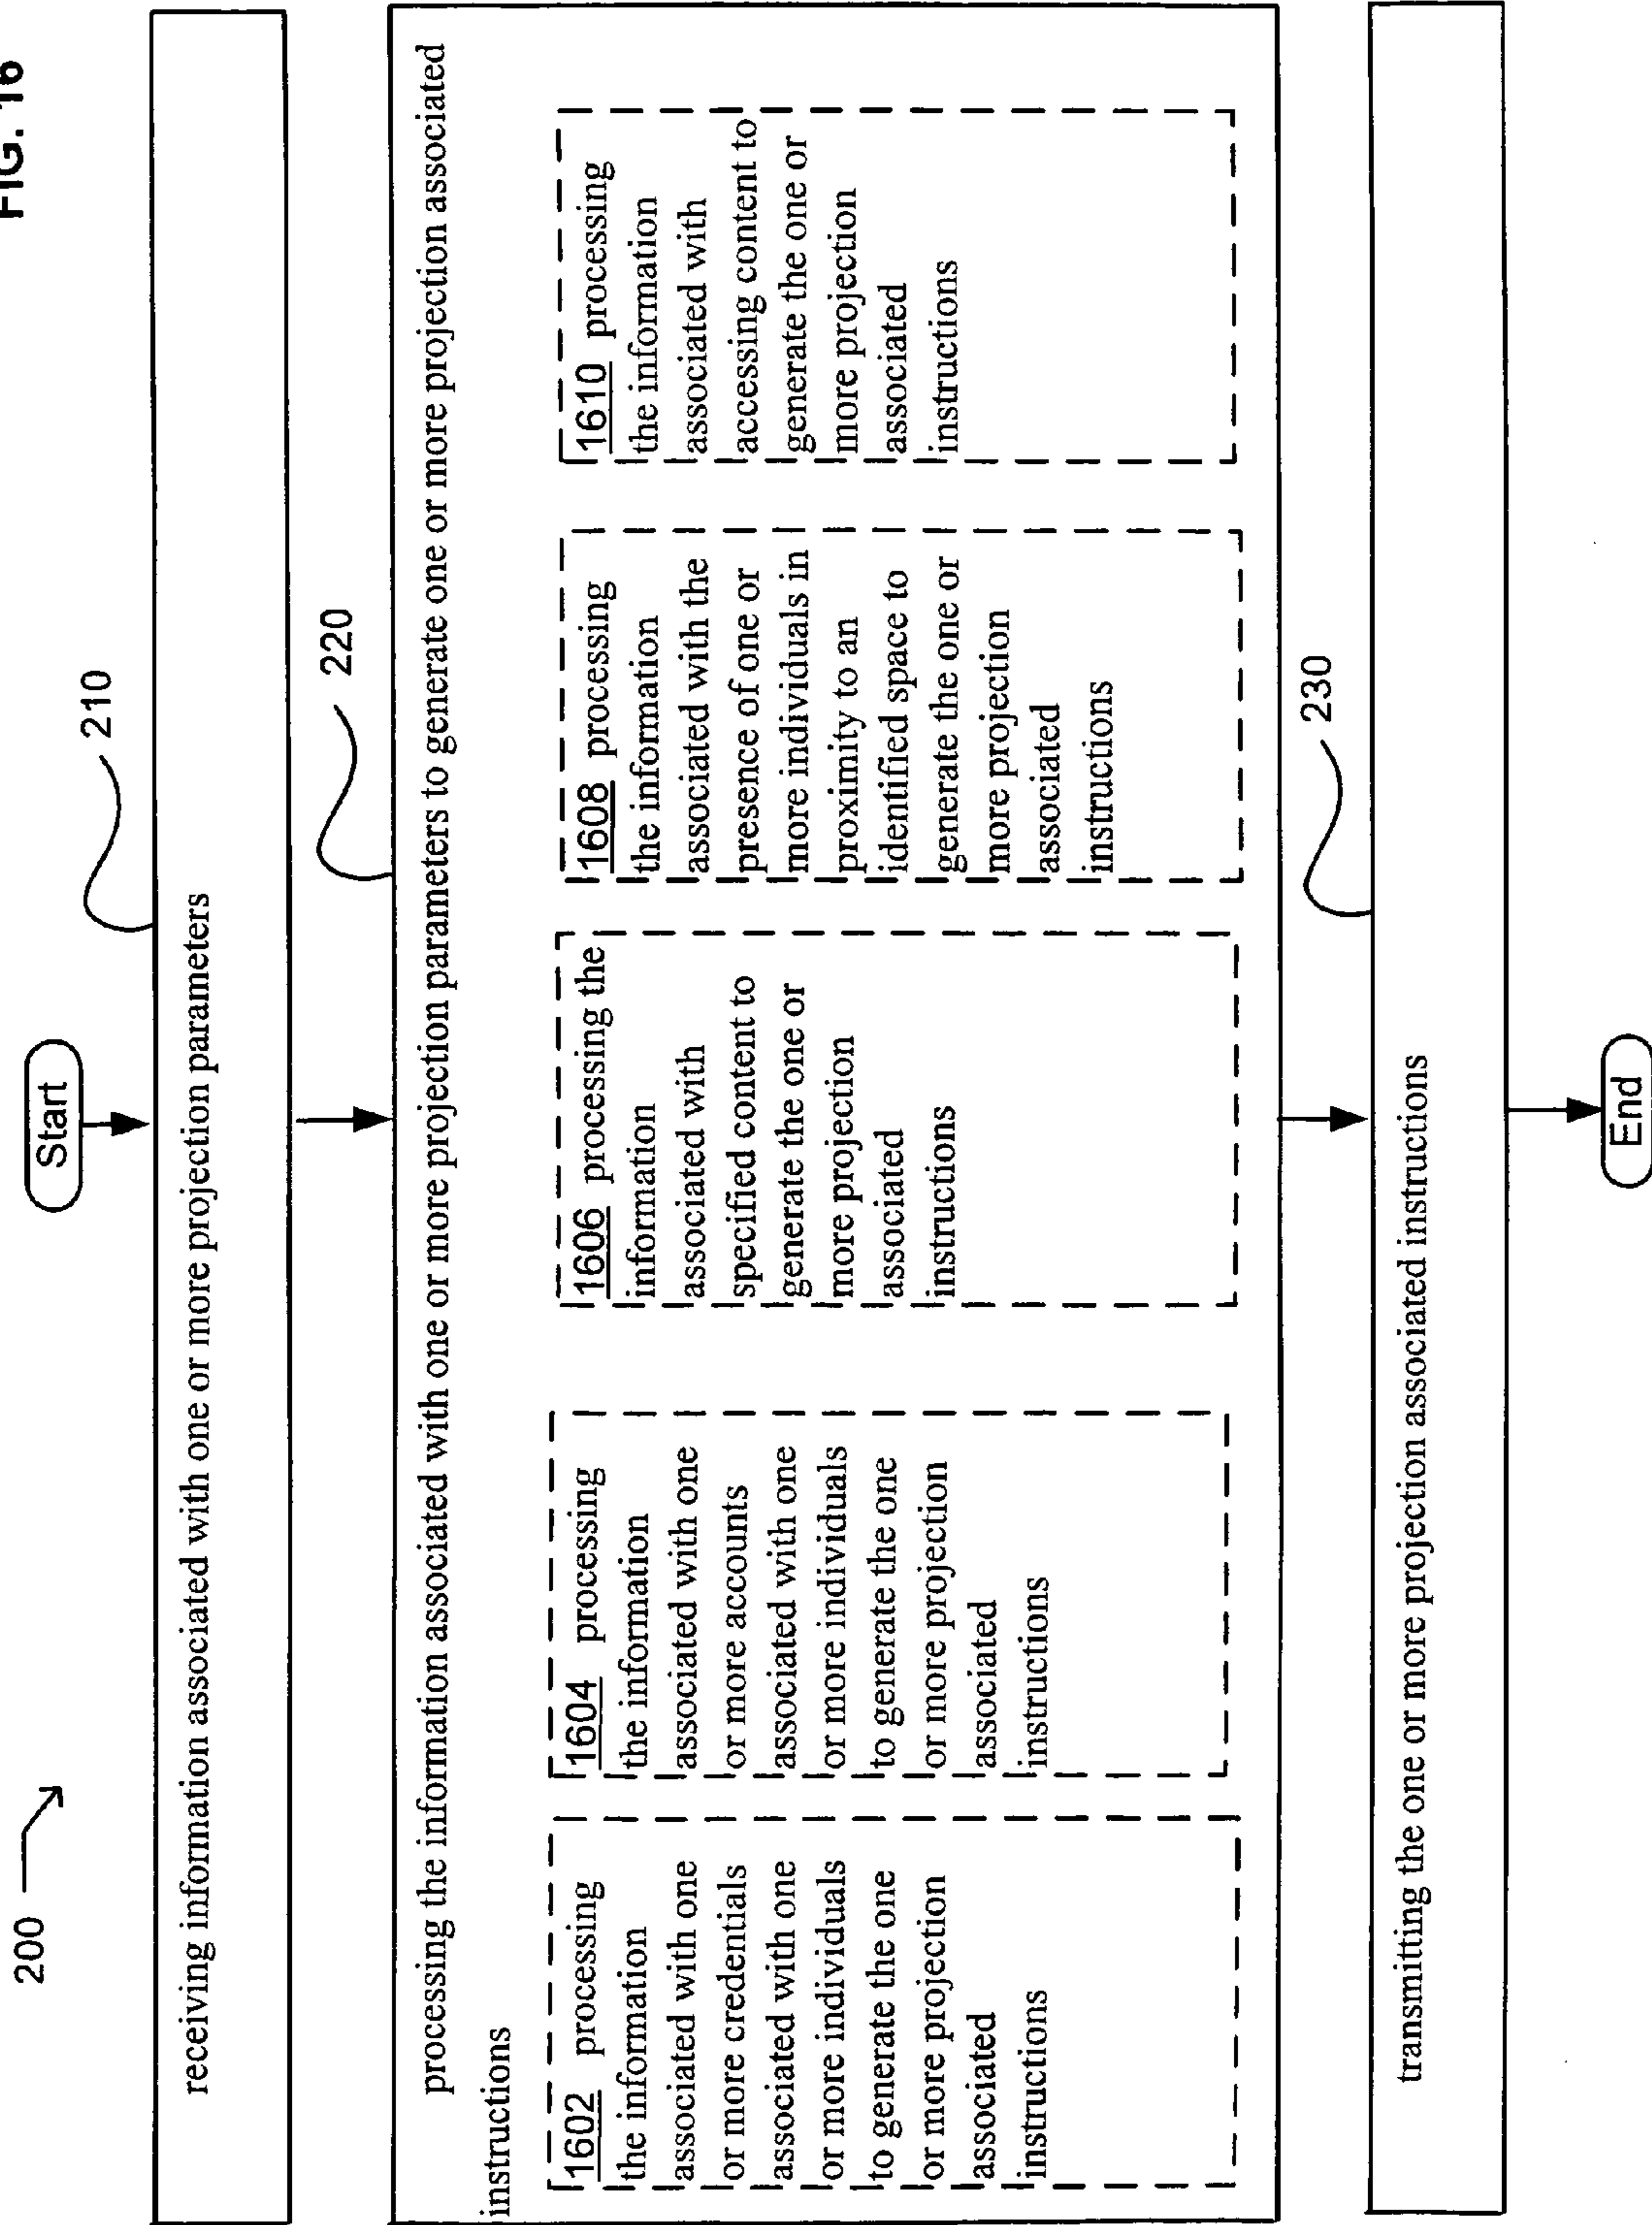 FIG. 16
200
Start
210
receiving information associated with one or more projection parameters
220
processing the information associated with one or more projection parameters to generate one or more projection associated
instructions
1602 processing
the information
associated with one
or more credentials
associated with one
or more individuals
to generate the one
or more projection
associated
instructions
1604 processing
the information
associated with one
or more accounts
associated with one
or more individuals
to generate the one
or more projection
associated
instructions
1606 processing the
information
associated with
specified content to
generate the one or
more projection
associated
instructions
1608 processing
the information
associated with the
presence of one or
more individuals in
proximity to an
identified space to
generate the one or
more projection
associated
instructions
1610 processing
the information
associated with
accessing content to
generate the one or
more projection
associated
instructions
230
transmitting the one or more projection associated instructions
End